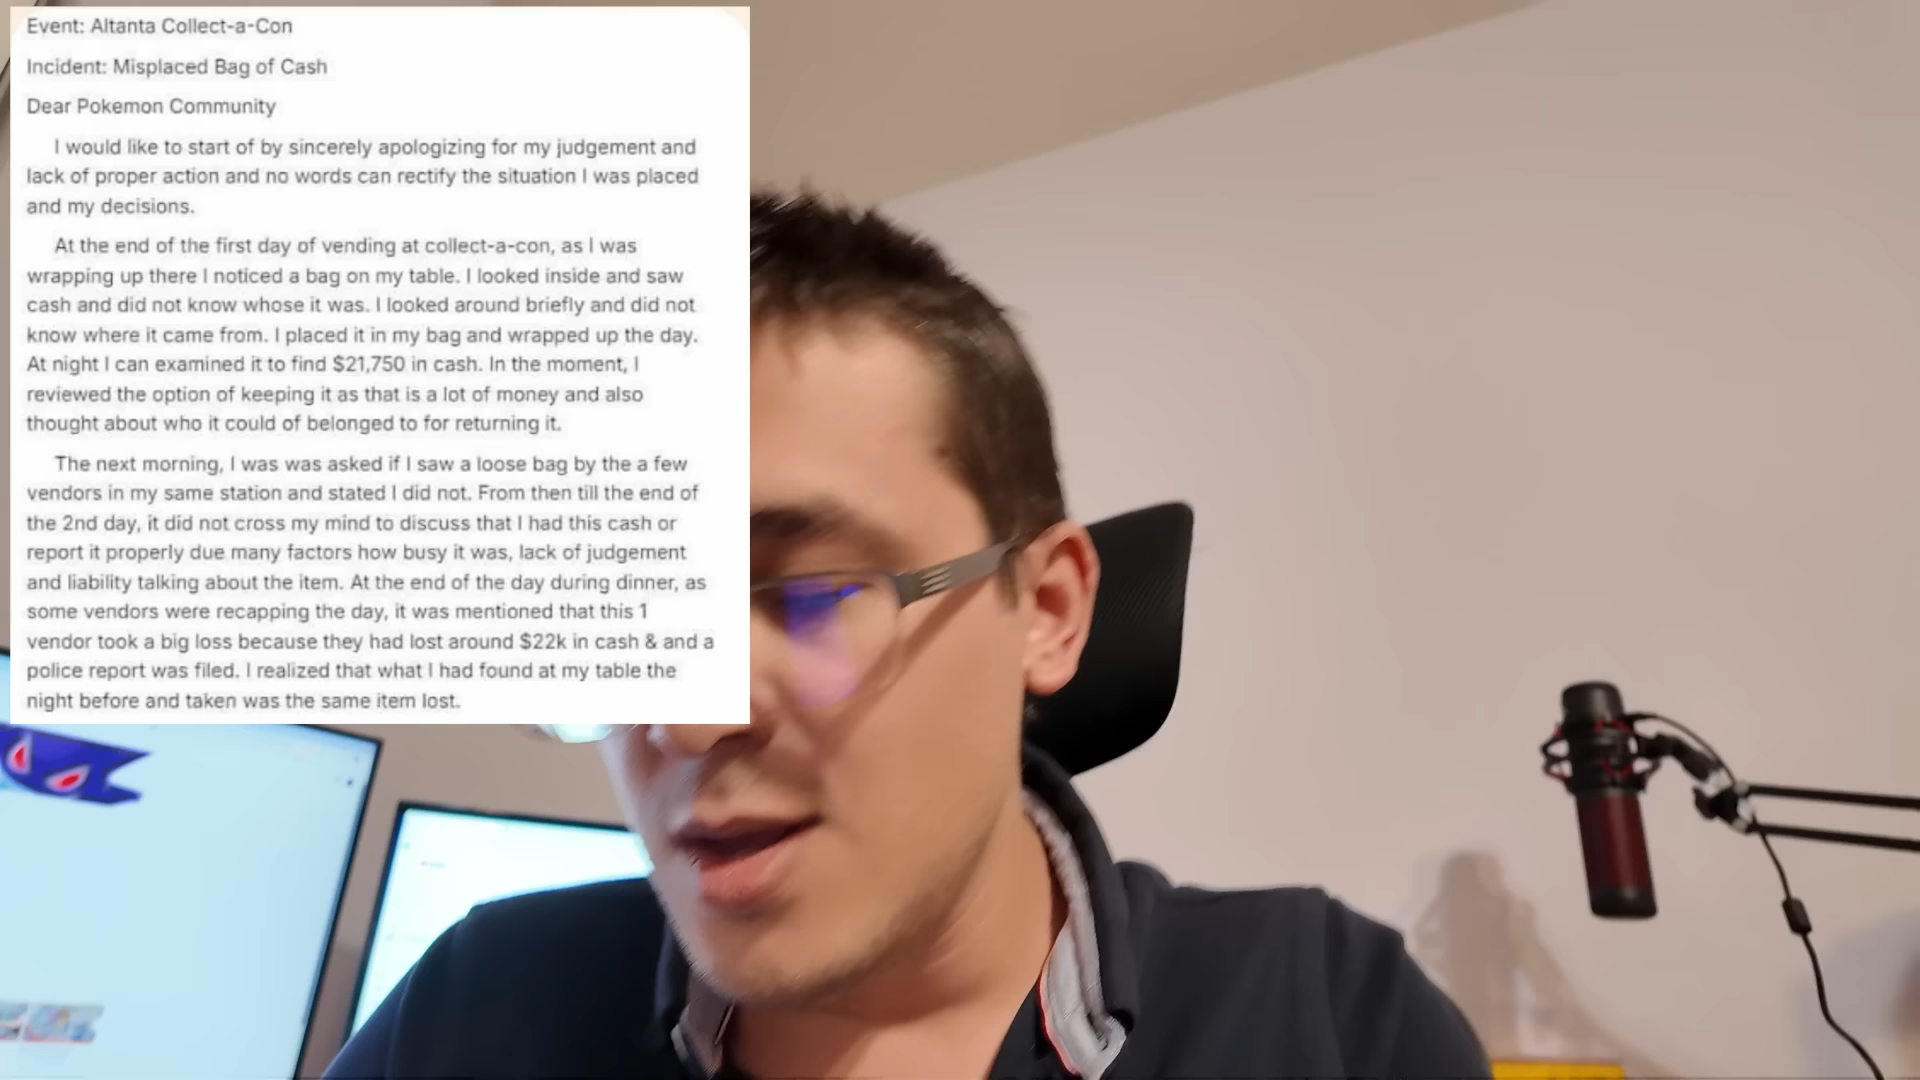 Event: Altanta Collect-a-Con
Incident: Misplaced Bag of Cash
Dear Pokemon Community
I would like to start of by sincerely apologizing for my judgement and
lack of proper action and no words can rectify the situation I was placed
and my decisions.
At the end of the first day of vending at collect-a-con, as I was
wrapping up there I noticed a bag on my table. I looked inside and saw
cash and did not know whose it was. I looked around briefly and did not
know where it came from. I placed it in my bag and wrapped up the day.
At night I can examined it to find $21,750 in cash. In the moment, I
reviewed the option of keeping it as that is a lot of money and also
thought about who it could of belonged to for returning it.
The next morning, I was was asked if I saw a loose bag by the a few
vendors in my same station and stated I did not. From then till the end of
the 2nd day, it did not cross my mind to discuss that I had this cash or
report it properly due many factors how busy it was, lack of judgement
and liability talking about the item. At the end of the day during dinner, as
some vendors were recapping the day, it was mentioned that this 1
vendor took a big loss because they had lost around $22k in cash & and a
police report was filed. I realized that what I had found at my table the
night before and taken was the same item lost.